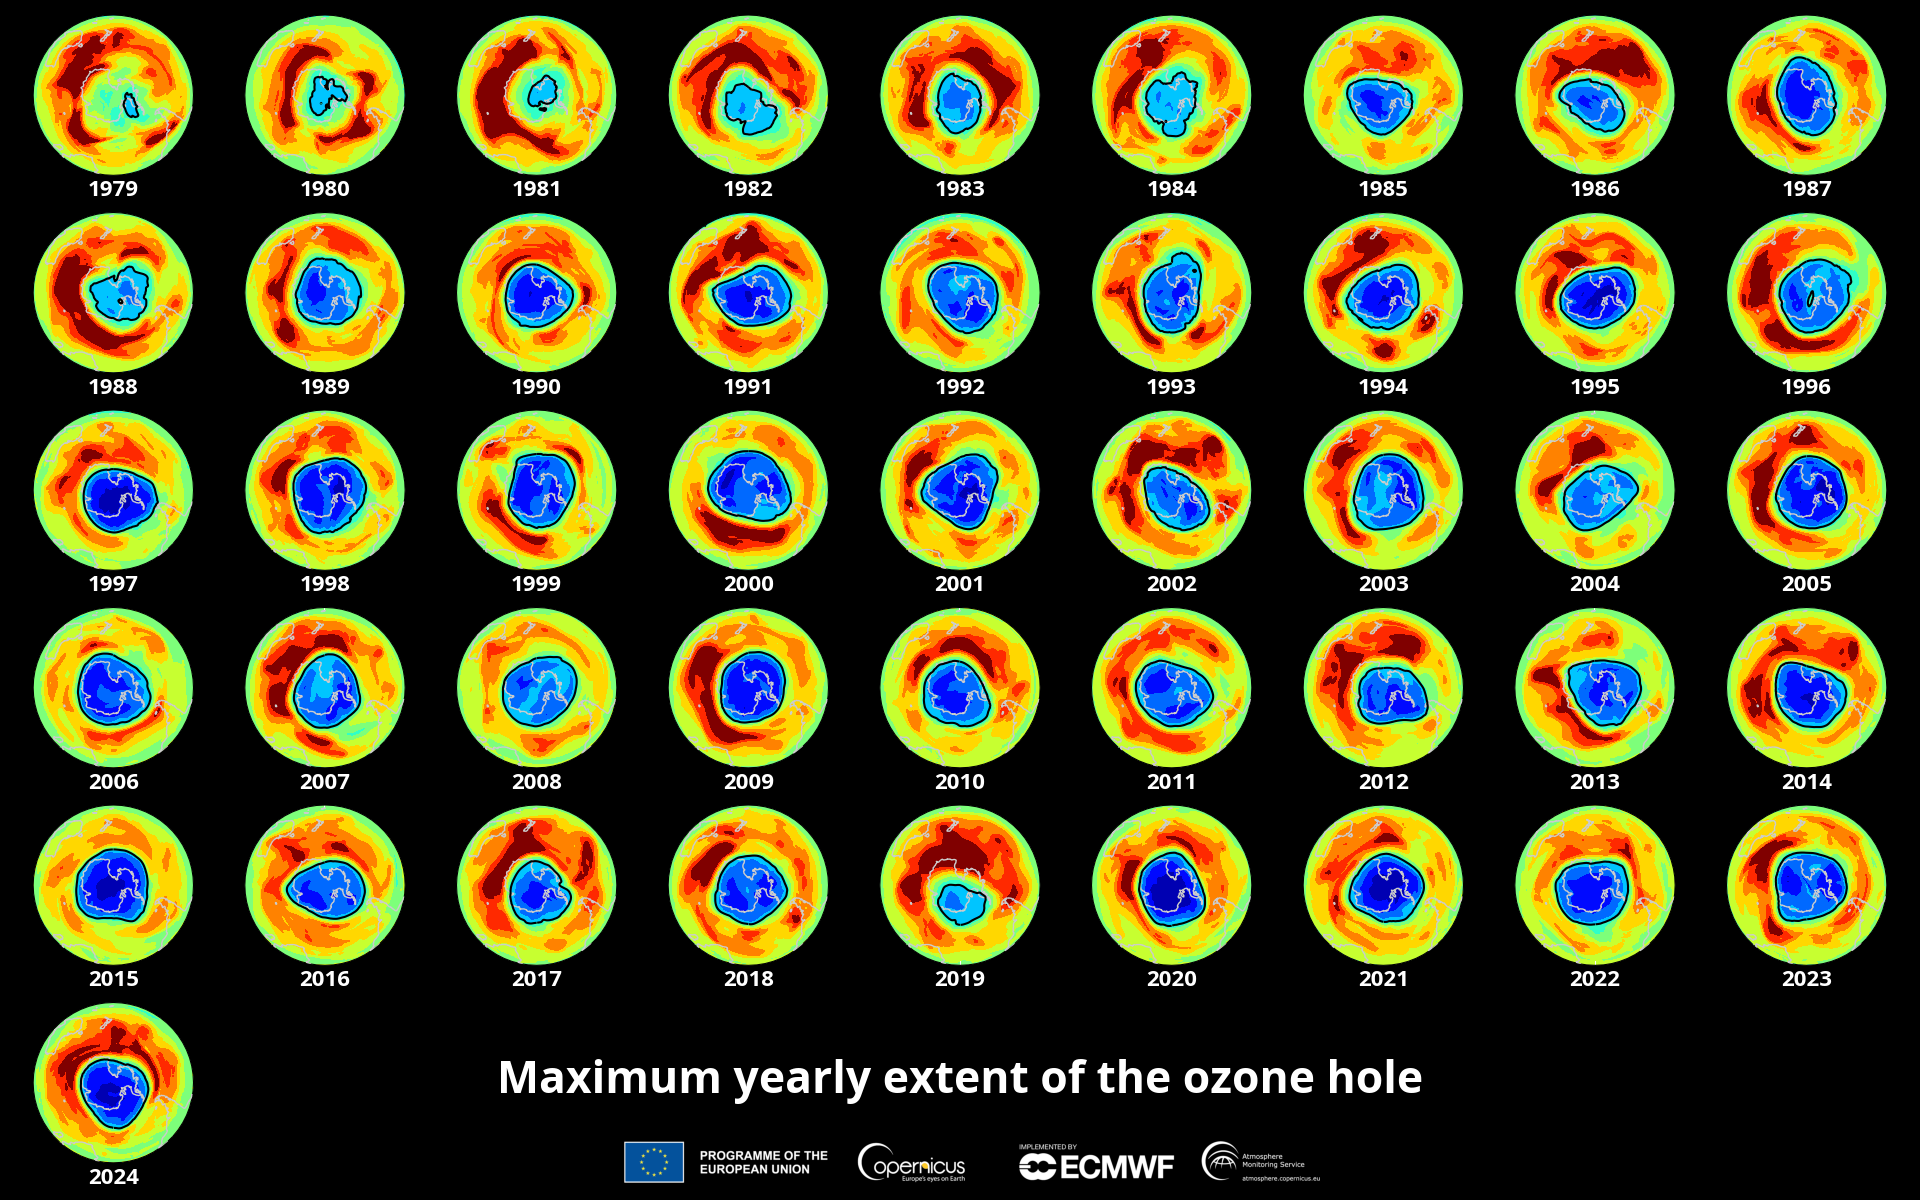 1979 1980 1981 1982 1983 1984 1985 1986 1987
1988 1989 1990 1991 1992 1993 1994 1995 1996
1997 1998 1999 2000 2001 2002 2003 2004 2005
2006 2007 2008 2009 2010 2011 2012 2013 2014
2015 2016 2017 2018 2019 2020 2021 2022 2023
2024
Maximum yearly extent of the ozone hole
PROGRAMME OF THE
EUROPEAN UNION
Copernicus
Europe's eyes on Earth
IMPLEMENTED BY
ECMWF
Atmosphere
Monitoring Service
atmosphere.copernicus.eu